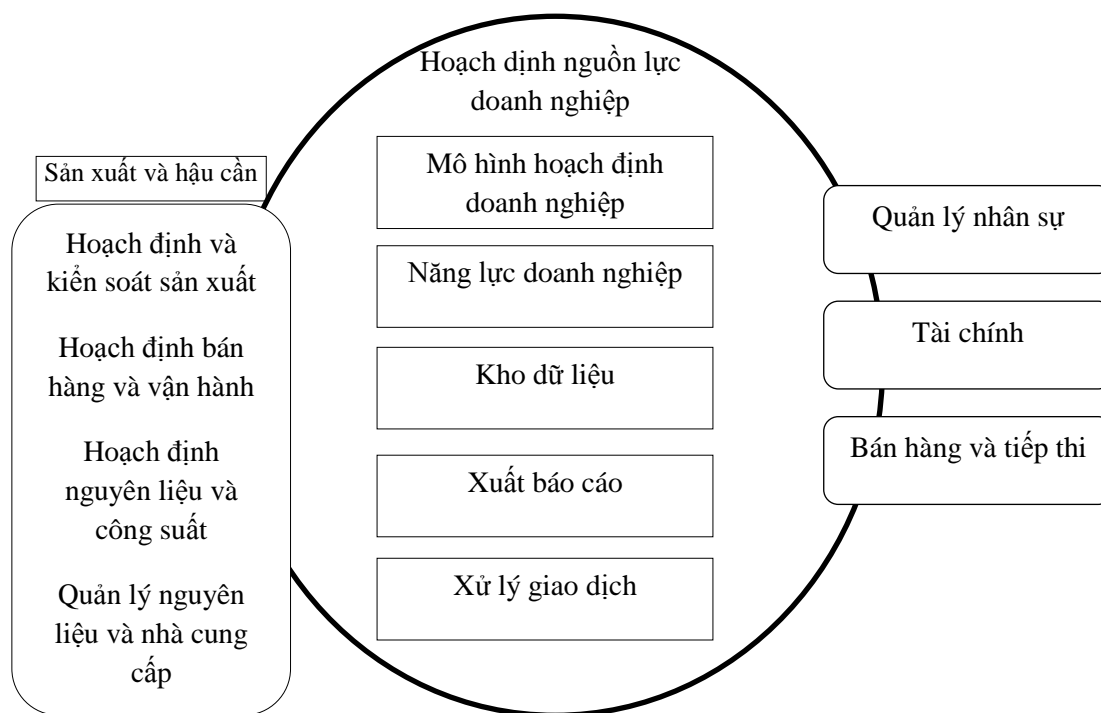 Hoạch dịnh nguồn lực
doanh nghiệp
Sản xuất và hậu cần
Hoạch định và
kiển soát sản xuất
Hoạch định bán
hàng và vận hành
Hoạch định
nguyên liệu và
công suất
Quản lý nguyên
liệu và nhà cung
cấp
Mô hình hoạch định
doanh nghiệp
Năng lực doanh nghiệp
Kho dữ liệu
Xuất báo cáo
Xử lý giao dịch
Quản lý nhân sự
Tài chính
Bán hàng và tiếp thi